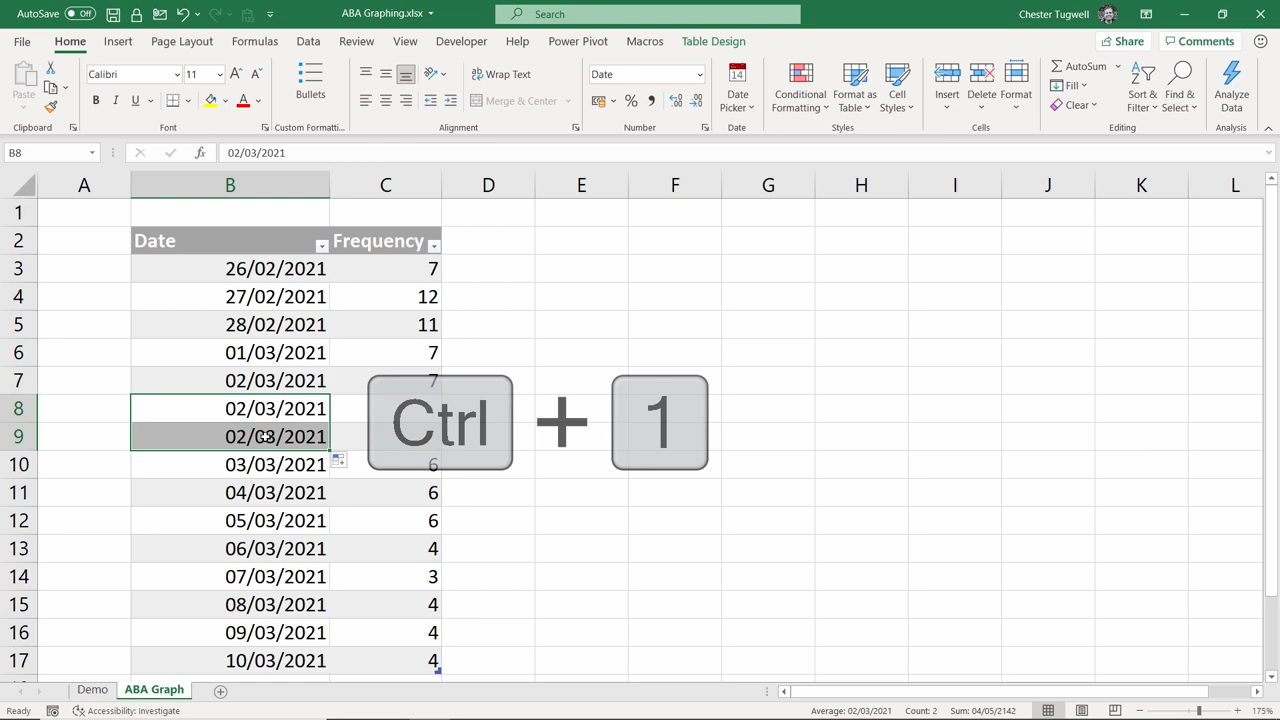 AutoSave Off ABA Graphing.xlsx Search Chester Tugwell
File Home Insert Page Layout Formulas Data Review View Developer Help Power Pivot Macros Table Design Share Comments
Paste Calibri 11 A A Wrap Text Date AutoSum
B I U A Bullets Merge & Center % Date Picker Conditional Formatting Format as Table Cell Styles Insert Delete Format Fill Clear Sort & Filter Find & Select Analyze Data
Clipboard Font Custom Formatti... Alignment Number Date Styles Cells Editing Analysis
B8 fx 02/03/2021
A B C D E F G H I J K L
1
2 Date Frequency
3 26/02/2021 7
4 27/02/2021 12
5 28/02/2021 11
6 01/03/2021 7
7 02/03/2021 7
8 02/03/2021
9 02/03/2021
Ctrl + 1
10 03/03/2021 6
11 04/03/2021 6
12 05/03/2021 6
13 06/03/2021 4
14 07/03/2021 3
15 08/03/2021 4
16 09/03/2021 4
17 10/03/2021 4
Demo ABA Graph
Ready Accessibility: Investigate Average: 02/03/2021 Count: 2 Sum: 04/05/2142 175%